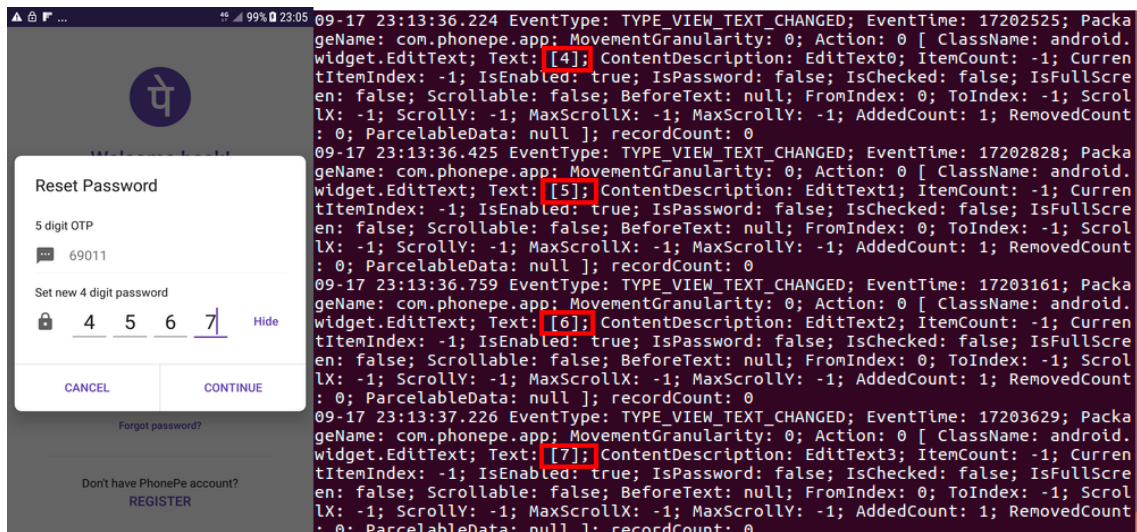 4G 99% 23:05
पे
Welcome back!
Reset Password
5 digit OTP
69011
Set new 4 digit password
4 5 6 7 Hide
CANCEL CONTINUE
Forgot password?
Don't have PhonePe account?
REGISTER
09-17 23:13:36.224 EventType: TYPE_VIEW_TEXT_CHANGED; EventTime: 17202525; Packa
geName: com.phonepe.app; MovementGranularity: 0; Action: 0 [ ClassName: android.
widget.EditText; Text: [4]; ContentDescription: EditText0; ItemCount: -1; Curren
tItemIndex: -1; IsEnabled: true; IsPassword: false; IsChecked: false; IsFullScre
en: false; Scrollable: false; BeforeText: null; FromIndex: 0; ToIndex: -1; Scrol
lX: -1; ScrollY: -1; MaxScrollX: -1; MaxScrollY: -1; AddedCount: 1; RemovedCount
: 0; ParcelableData: null ]; recordCount: 0
09-17 23:13:36.425 EventType: TYPE_VIEW_TEXT_CHANGED; EventTime: 17202828; Packa
geName: com.phonepe.app; MovementGranularity: 0; Action: 0 [ ClassName: android.
widget.EditText; Text: [5]; ContentDescription: EditText1; ItemCount: -1; Curren
tItemIndex: -1; IsEnabled: true; IsPassword: false; IsChecked: false; IsFullScre
en: false; Scrollable: false; BeforeText: null; FromIndex: 0; ToIndex: -1; Scrol
lX: -1; ScrollY: -1; MaxScrollX: -1; MaxScrollY: -1; AddedCount: 1; RemovedCount
: 0; ParcelableData: null ]; recordCount: 0
09-17 23:13:36.759 EventType: TYPE_VIEW_TEXT_CHANGED; EventTime: 17203161; Packa
geName: com.phonepe.app; MovementGranularity: 0; Action: 0 [ ClassName: android.
widget.EditText; Text: [6]; ContentDescription: EditText2; ItemCount: -1; Curren
tItemIndex: -1; IsEnabled: true; IsPassword: false; IsChecked: false; IsFullScre
en: false; Scrollable: false; BeforeText: null; FromIndex: 0; ToIndex: -1; Scrol
lX: -1; ScrollY: -1; MaxScrollX: -1; MaxScrollY: -1; AddedCount: 1; RemovedCount
: 0; ParcelableData: null ]; recordCount: 0
09-17 23:13:37.226 EventType: TYPE_VIEW_TEXT_CHANGED; EventTime: 17203629; Packa
geName: com.phonepe.app; MovementGranularity: 0; Action: 0 [ ClassName: android.
widget.EditText; Text: [7]; ContentDescription: EditText3; ItemCount: -1; Curren
tItemIndex: -1; IsEnabled: true; IsPassword: false; IsChecked: false; IsFullScre
en: false; Scrollable: false; BeforeText: null; FromIndex: 0; ToIndex: -1; Scrol
lX: -1; ScrollY: -1; MaxScrollX: -1; MaxScrollY: -1; AddedCount: 1; RemovedCount
: 0; ParcelableData: null ]; recordCount: 0